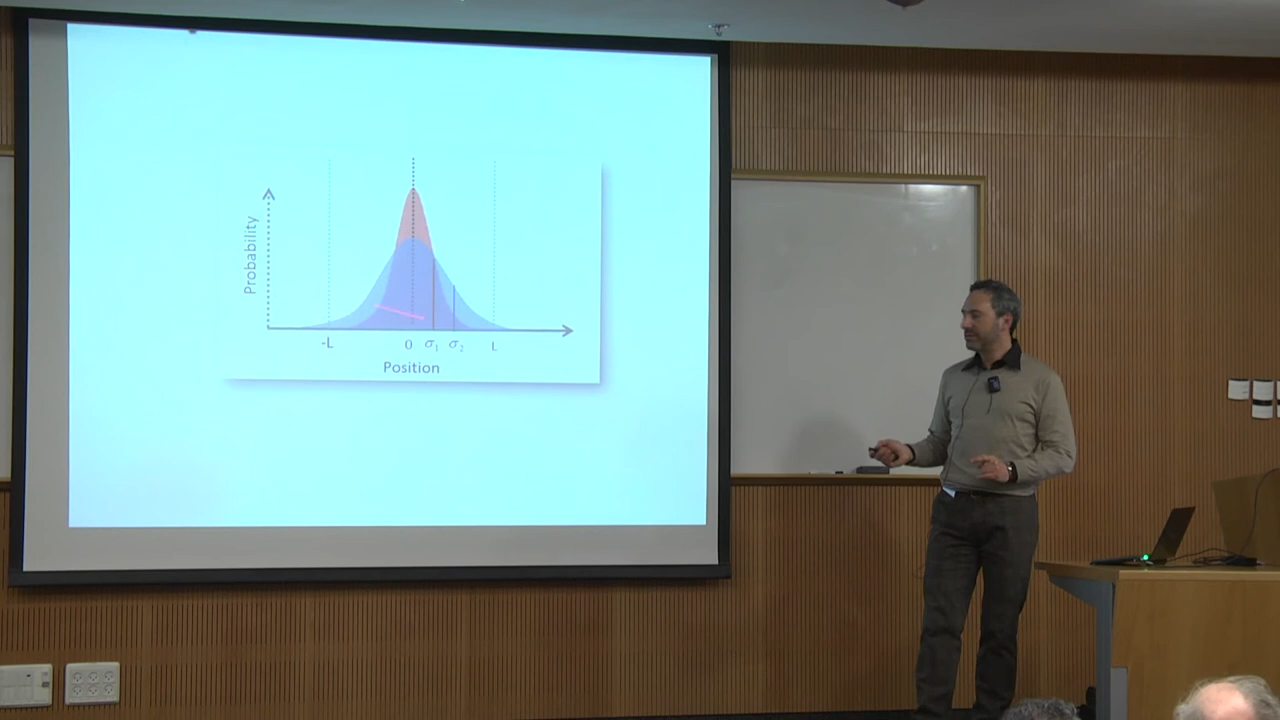 Probability
-L 0 σ₁ σ₂ L
Position